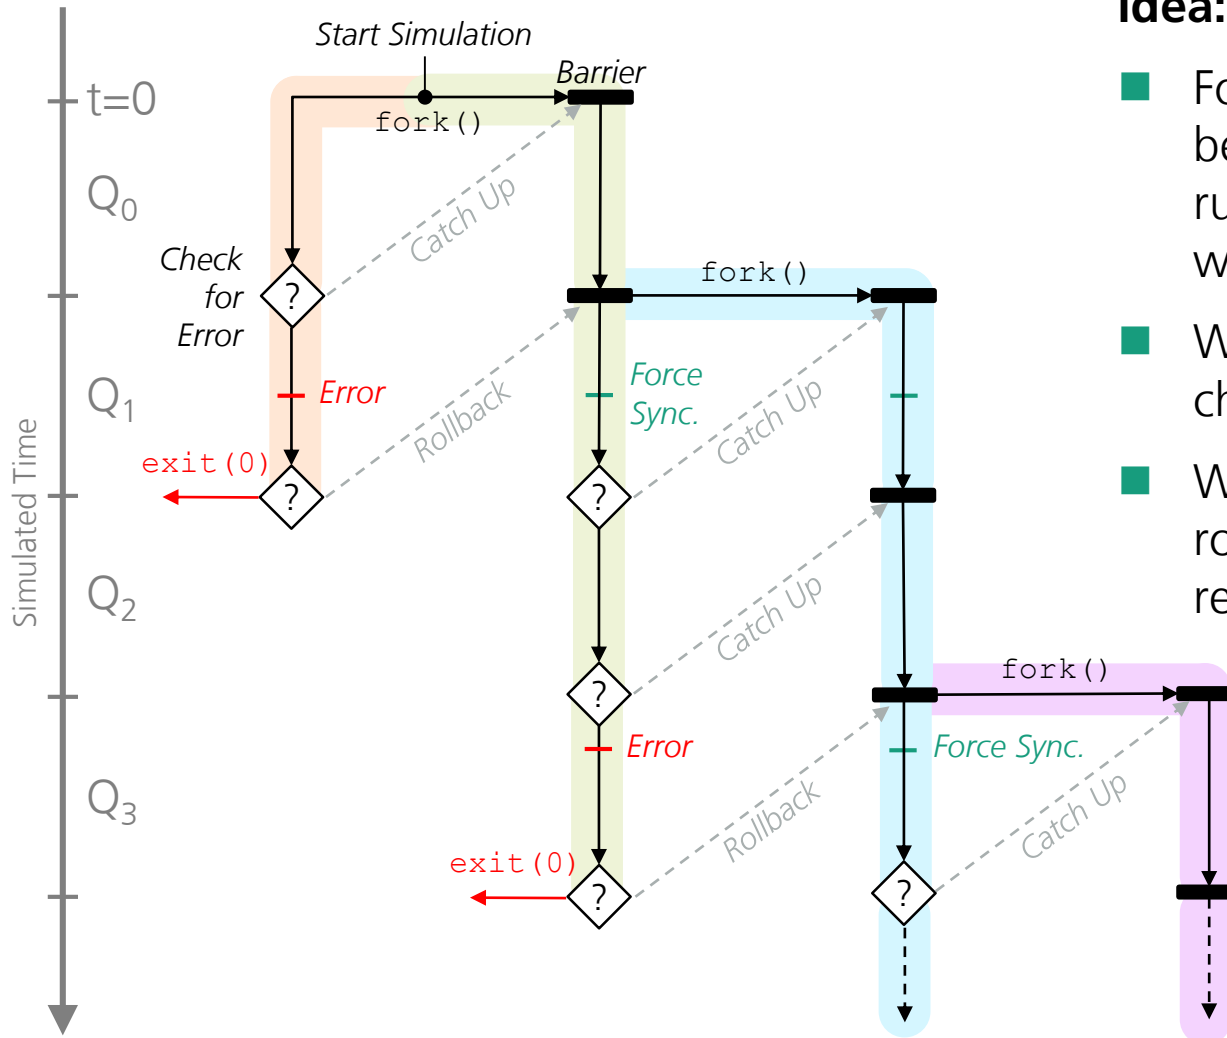 Idea:
Start Simulation
Barrier
t=0
fork()
Q0
Catch Up
Check
for
Error
?
fork()
Q1
Error
Rollback
Force
Sync.
Catch Up
exit(0)
?
?
Simulated Time
Q2
Catch Up
fork()
?
Error
Force Sync.
Q3
Rollback
Catch Up
exit(0)
?
?